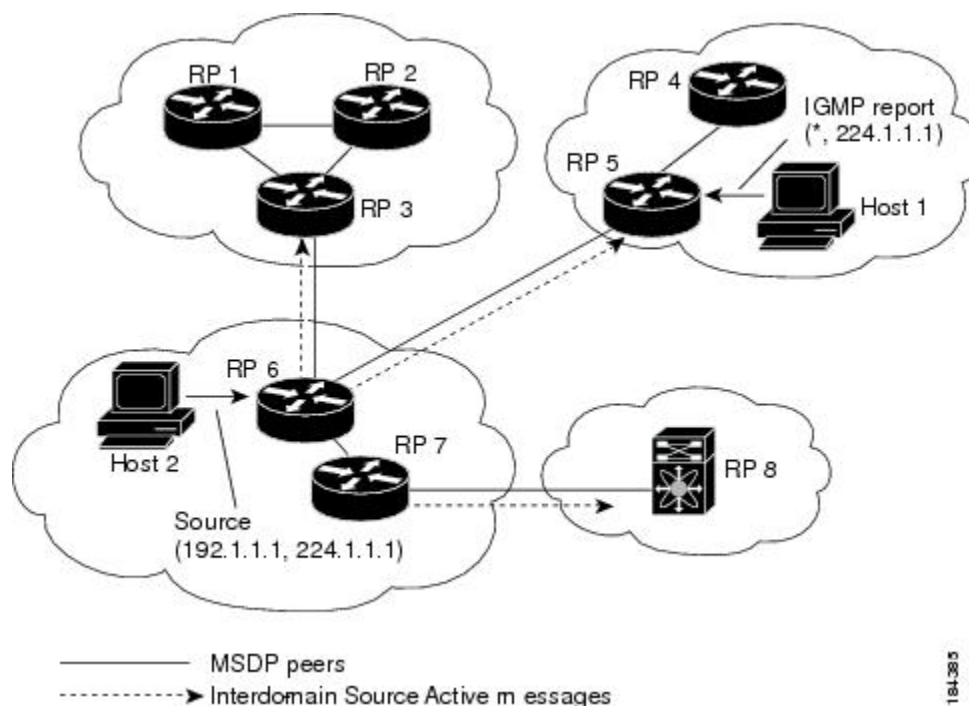 RP 1
RP 2
RP 3
RP 4
IGMP report
(*, 224.1.1.1)
RP 5
Host 1
RP 6
Host 2
RP 7
RP 8
Source
(192.1.1.1, 224.1.1.1)
MSDP peers
Interdomain Source Active messages
184385